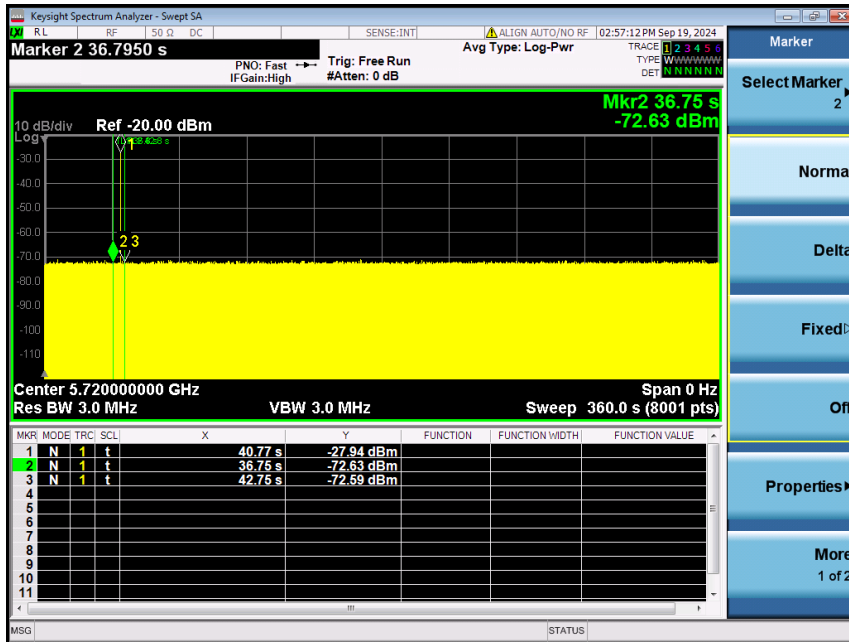 Keysight Spectrum Analyzer - Swept SA
LXI RL RF 50 Ω DC SENSE:INT ALIGN AUTO/NO RF 02:57:12 PM Sep 19, 2024
Marker 2 36.7950 s
Avg Type: Log-Pwr
TRACE 1 2 3 4 5 6
PNO: Fast Trig: Free Run
TYPE WWWWWW
IFGain:High #Atten: 0 dB
DET N N N N N N
Mkr2 36.75 s
10 dB/div Ref -20.00 dBm -72.63 dBm
Log
1
-30.0
-40.0
-50.0
-60.0
2 3
-70.0
-80.0
-90.0
-100
-110
Center 5.720000000 GHz Span 0 Hz
Res BW 3.0 MHz VBW 3.0 MHz Sweep 360.0 s (8001 pts)
MKR MODE TRC SCL X Y FUNCTION FUNCTION WIDTH FUNCTION VALUE
1 N 1 t 40.77 s -27.94 dBm
2 N 1 t 36.75 s -72.63 dBm
3 N 1 t 42.75 s -72.59 dBm
4
5
6
7
8
9
10
11
MSG STATUS
Marker
Select Marker
2
Norma
Delta
Fixed
Off
Properties
More
1 of 2